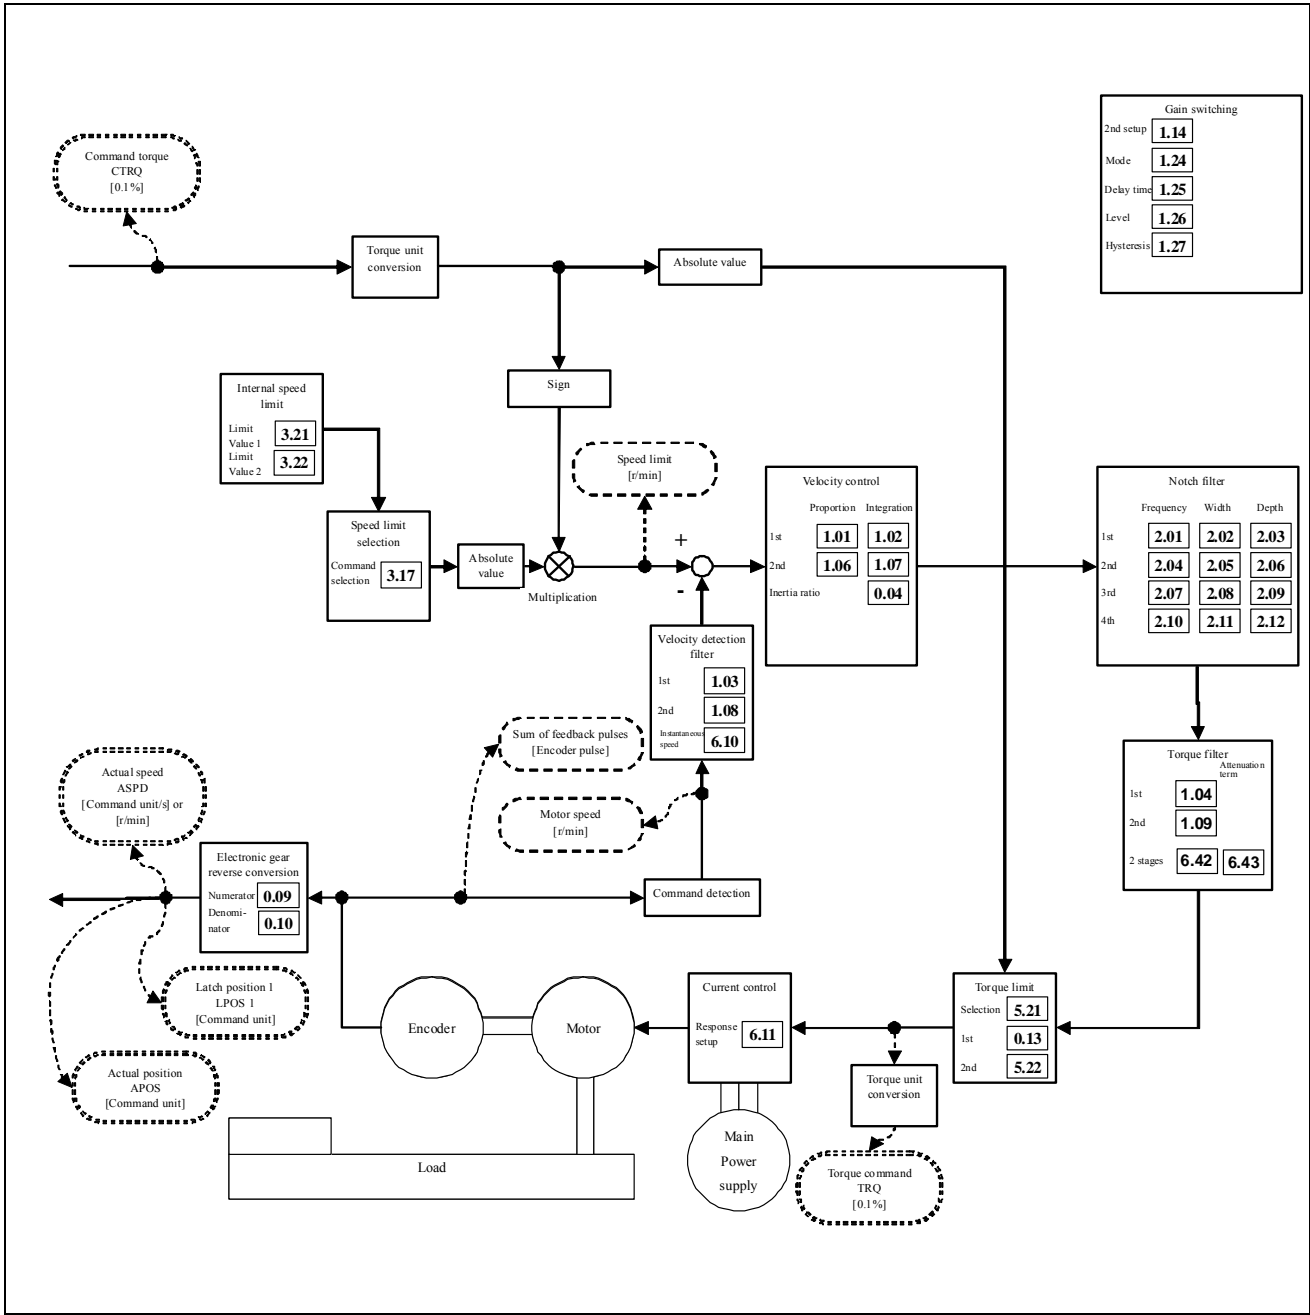 Gain switching
2nd setup 1.14
Mode 1.24
Delay time 1.25
Level 1.26
Hysteresis 1.27
Command torque
CTRQ
[0.1%]
Torque unit
conversion
Absolute value
Sign
Internal speed
limit
Limit
Value 1
3.21
Limit
Value 2
3.22
Speed limit
selection
Command
selection
3.17
Absolute
value
Multiplication
Speed limit
[r/min]
+
-
Velocity control
Proportion Integration
1st 1.01 1.02
2nd 1.06 1.07
Inertia ratio 0.04
Notch filter
Frequency Width Depth
1st 2.01 2.02 2.03
2nd 2.04 2.05 2.06
3rd 2.07 2.08 2.09
4th 2.10 2.11 2.12
Velocity detection
filter
1st 1.03
2nd 1.08
Instantaneous
speed
6.10
Sum of feedback pulses
[Encoder pulse]
Motor speed
[r/min]
Torque filter
Attenuation
term
1st 1.04
2nd 1.09
2 stages 6.42 6.43
Actual speed
ASPD
[Command unit/s] or
[r/min]
Electronic gear
reverse conversion
Numerator 0.09
Denomi-
nator
0.10
Command detection
Latch position 1
LPOS 1
[Command unit]
Actual position
APOS
[Command unit]
Encoder
Motor
Current control
Response
setup
6.11
Torque limit
Selection 5.21
1st 0.13
2nd 5.22
Torque unit
conversion
Main
Power
supply
Load
Torque command
TRQ
[0.1%]